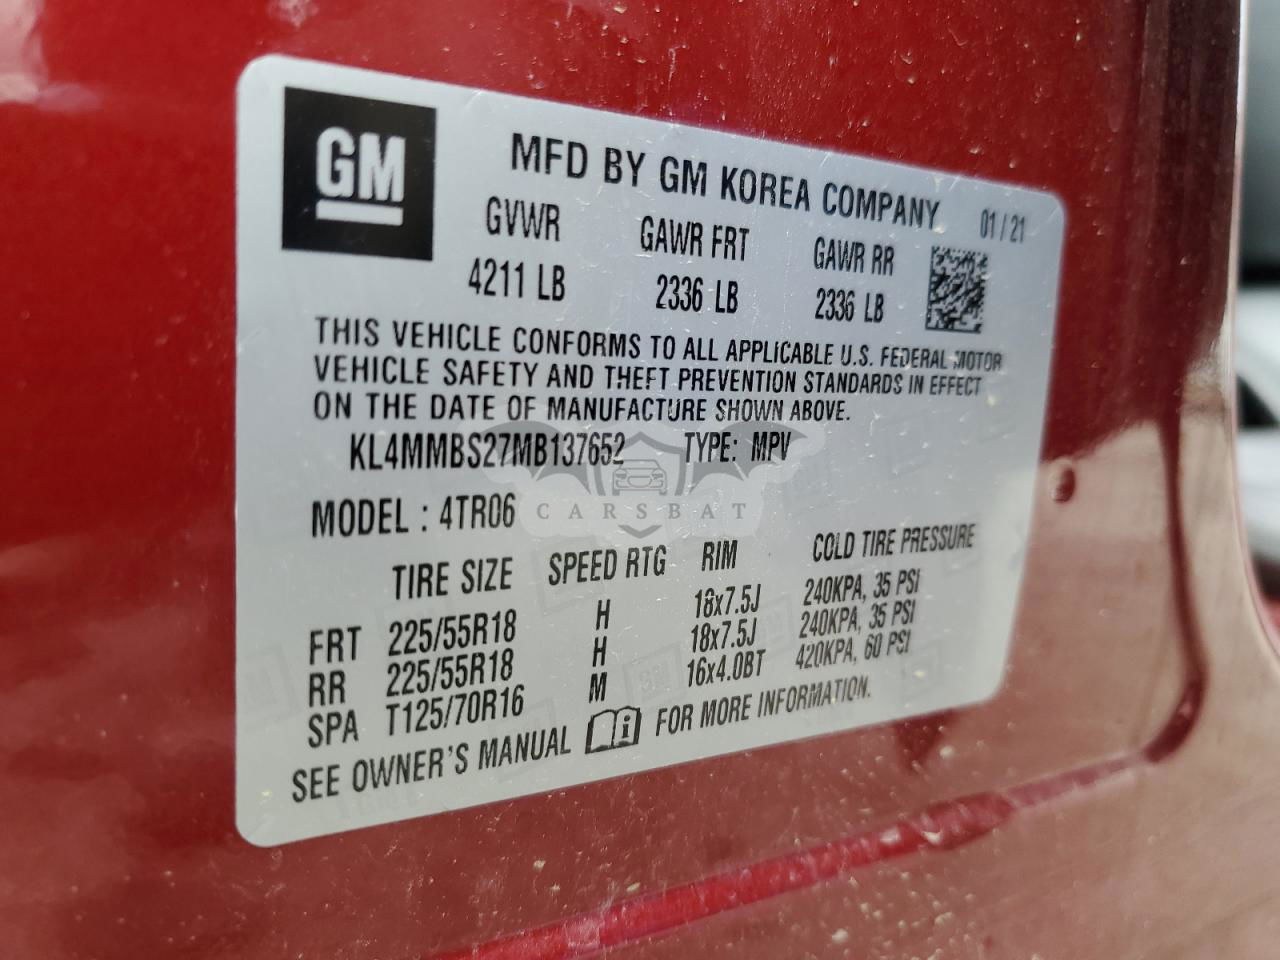 GM
MFD BY GM KOREA COMPANY 01/21
GVWR GAWR FRT GAWR RR
4211 LB 2336 LB 2336 LB
THIS VEHICLE CONFORMS TO ALL APPLICABLE U.S. FEDERAL MOTOR
VEHICLE SAFETY AND THEFT PREVENTION STANDARDS IN EFFECT
ON THE DATE OF MANUFACTURE SHOWN ABOVE.
KL4MMBS27MB137652 TYPE: MPV
MODEL : 4TR06
CARSBAT
TIRE SIZE SPEED RTG RIM COLD TIRE PRESSURE
FRT 225/55R18 H 18x7.5J 240KPA, 35 PSI
RR 225/55R18 H 18x7.5J 240KPA, 35 PSI
SPA T125/70R16 M 16x4.0BT 420KPA, 60 PSI
SEE OWNER'S MANUAL i FOR MORE INFORMATION.